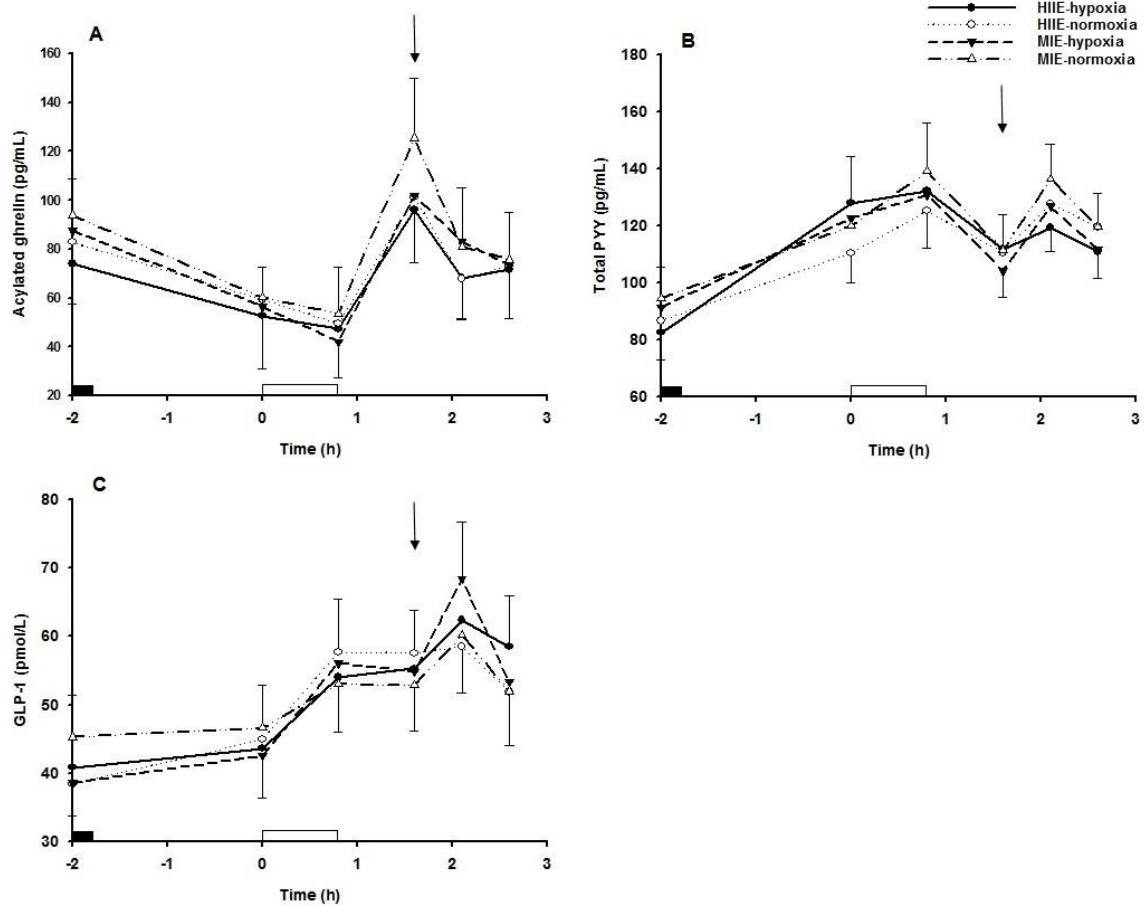 HIIE-hypoxia
HIIE-normoxia
MIE-hypoxia
MIE-normoxia
A
160
140
120
100
80
60
40
20
Acylated ghrelin (pg/mL)
-2 -1 0 1 2 3
Time (h)
B
180
160
140
120
100
80
60
Total PYY (pg/mL)
-2 -1 0 1 2 3
Time (h)
C
80
70
60
50
40
30
GLP-1 (pmol/L)
-2 -1 0 1 2 3
Time (h)